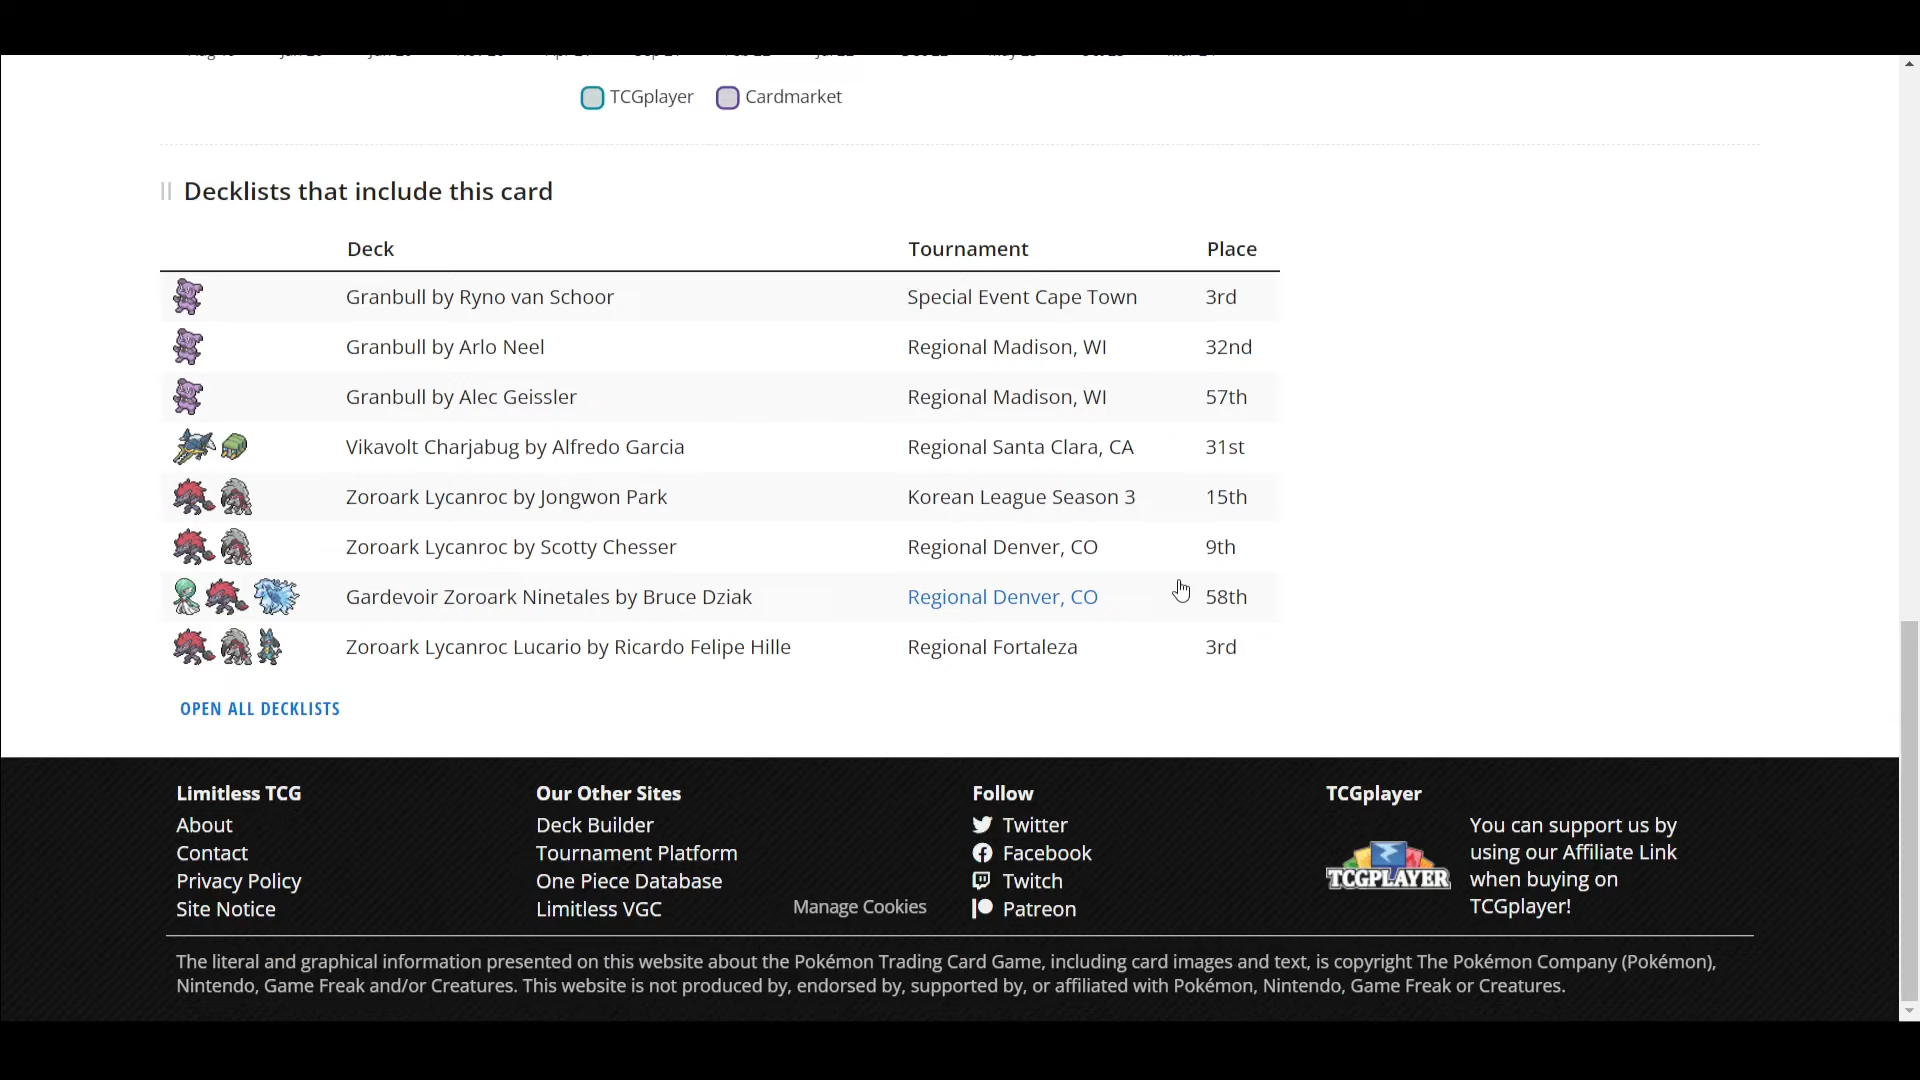 TCGplayer Cardmarket
Decklists that include this card
Deck Tournament Place
Granbull by Ryno van Schoor Special Event Cape Town 3rd
Granbull by Arlo Neel Regional Madison, WI 32nd
Granbull by Alec Geissler Regional Madison, WI 57th
Vikavolt Charjabug by Alfredo Garcia Regional Santa Clara, CA 31st
Zoroark Lycanroc by Jongwon Park Korean League Season 3 15th
Zoroark Lycanroc by Scotty Chesser Regional Denver, CO 9th
Gardevoir Zoroark Ninetales by Bruce Dziak Regional Denver, CO 58th
Zoroark Lycanroc Lucario by Ricardo Felipe Hille Regional Fortaleza 3rd
OPEN ALL DECKLISTS
Limitless TCG
About
Contact
Privacy Policy
Site Notice
Our Other Sites
Deck Builder
Tournament Platform
One Piece Database
Limitless VGC
Manage Cookies
Follow
Twitter
Facebook
Twitch
Patreon
TCGplayer
TCGPLAYER
You can support us by
using our Affiliate Link
when buying on
TCGplayer!
The literal and graphical information presented on this website about the Pokémon Trading Card Game, including card images and text, is copyright The Pokémon Company (Pokémon),
Nintendo, Game Freak and/or Creatures. This website is not produced by, endorsed by, supported by, or affiliated with Pokémon, Nintendo, Game Freak or Creatures.